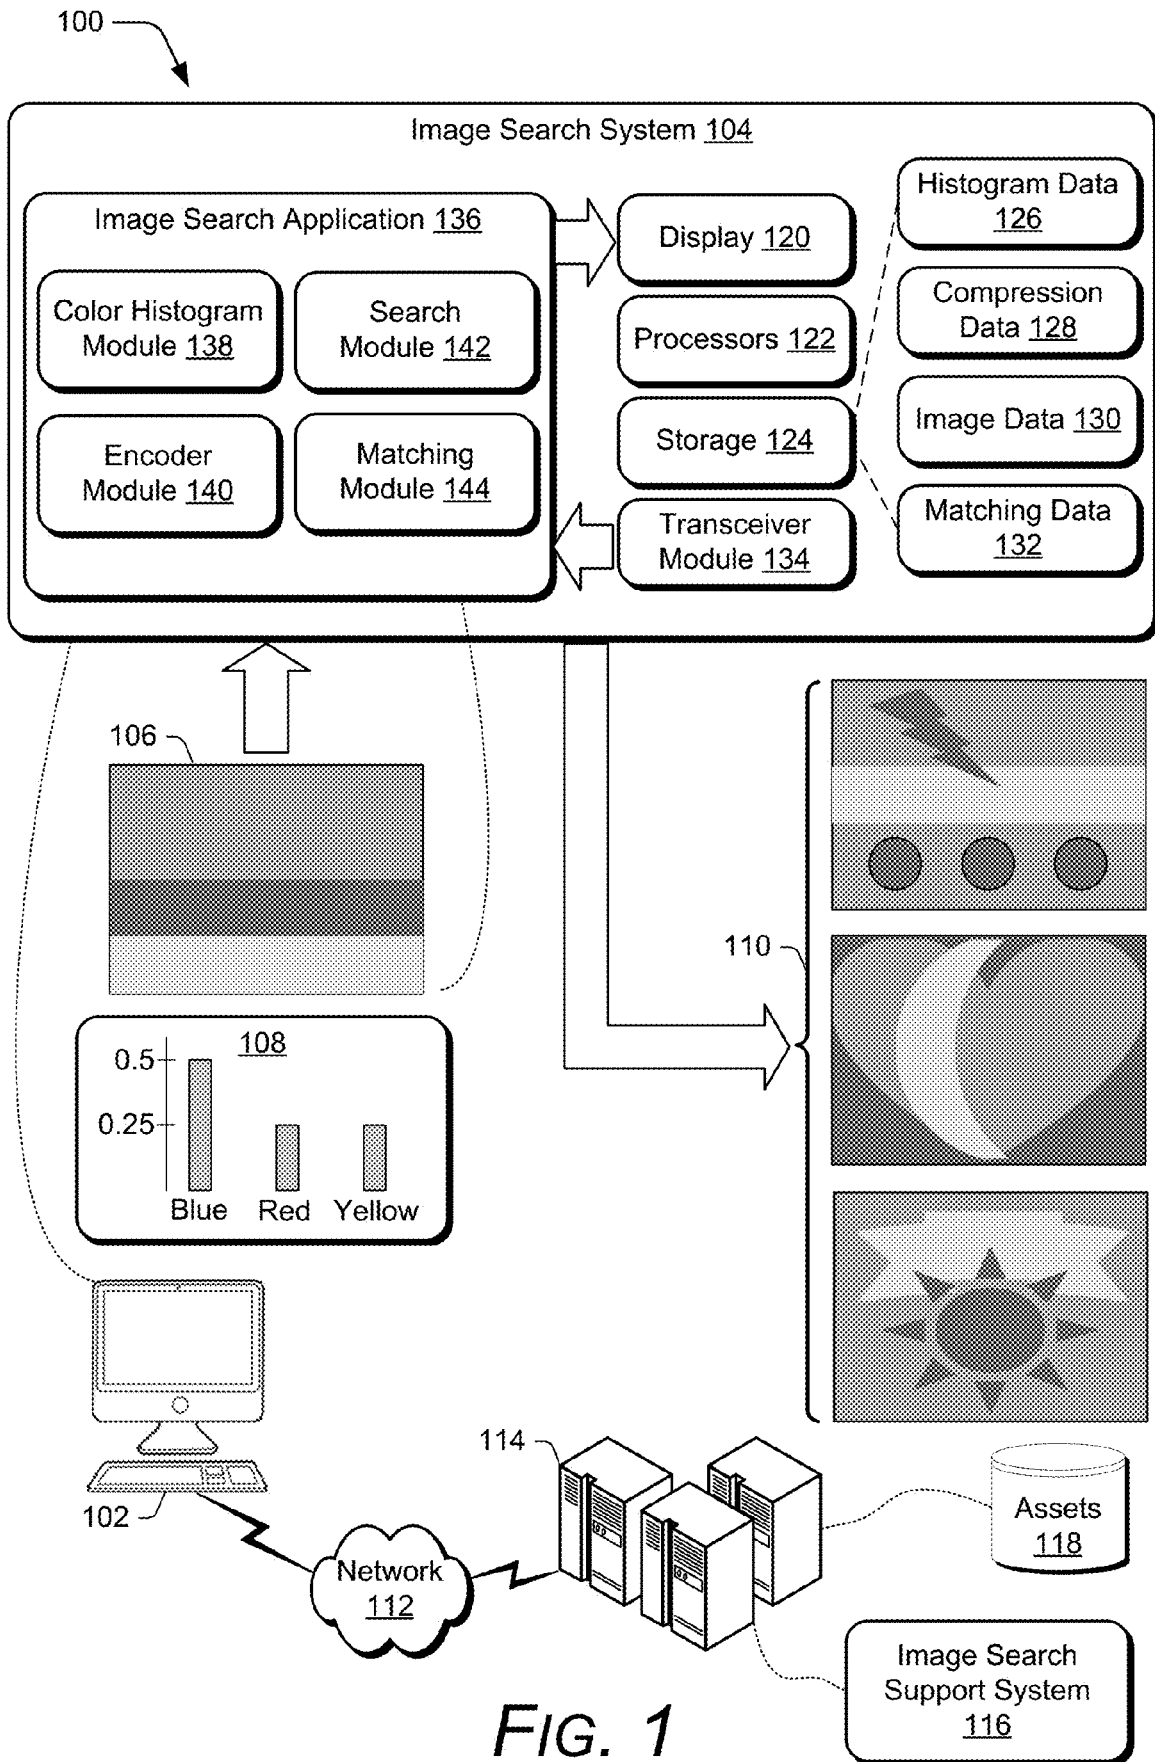 100
Image Search System 104
Image Search Application 136
Color Histogram
Module 138
Search
Module 142
Encoder
Module 140
Matching
Module 144
Display 120
Processors 122
Storage 124
Transceiver
Module 134
Histogram Data
126
Compression
Data 128
Image Data 130
Matching Data
132
106
108
0.5
0.25
Blue
Red
Yellow
110
102
Network
112
114
Assets
118
Image Search
Support System
116
FIG. 1